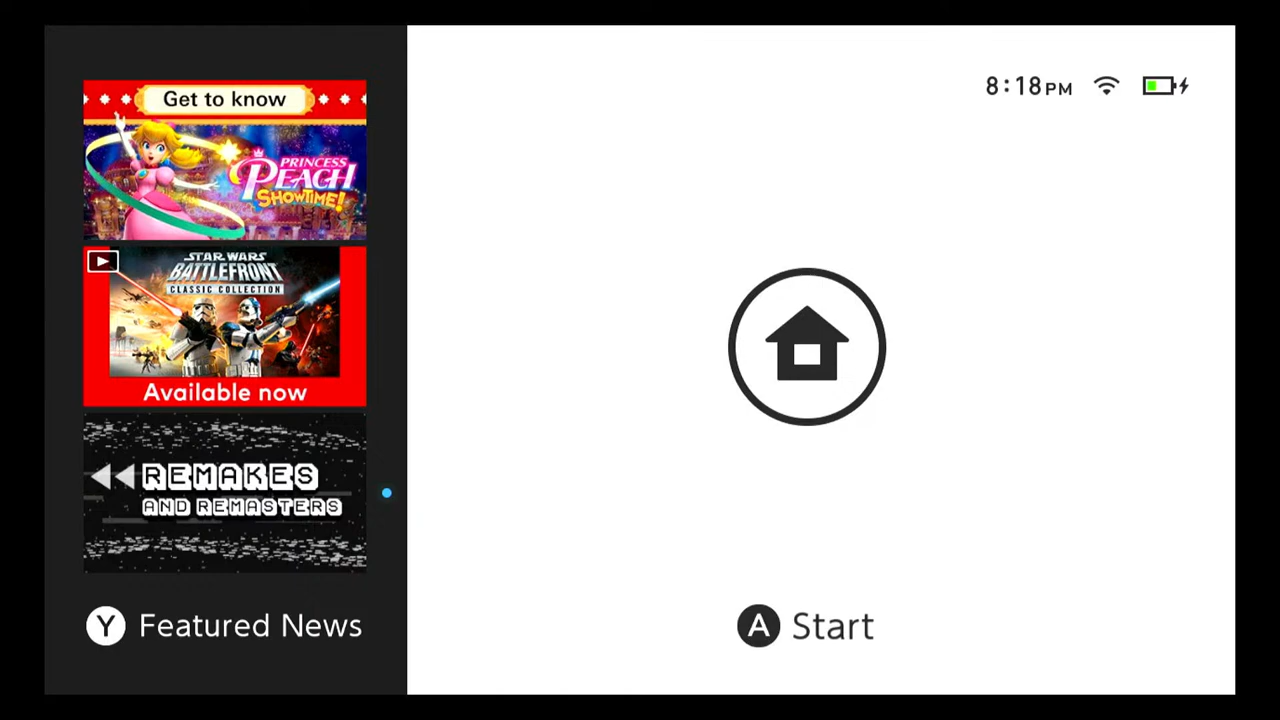 Get to know
PRINCESS
PEACH
SHOWTIME!
STAR WARS
BATTLEFRONT
CLASSIC COLLECTION
Available now
REMAKES
AND REMASTERS
Y Featured News
8:18PM
A Start